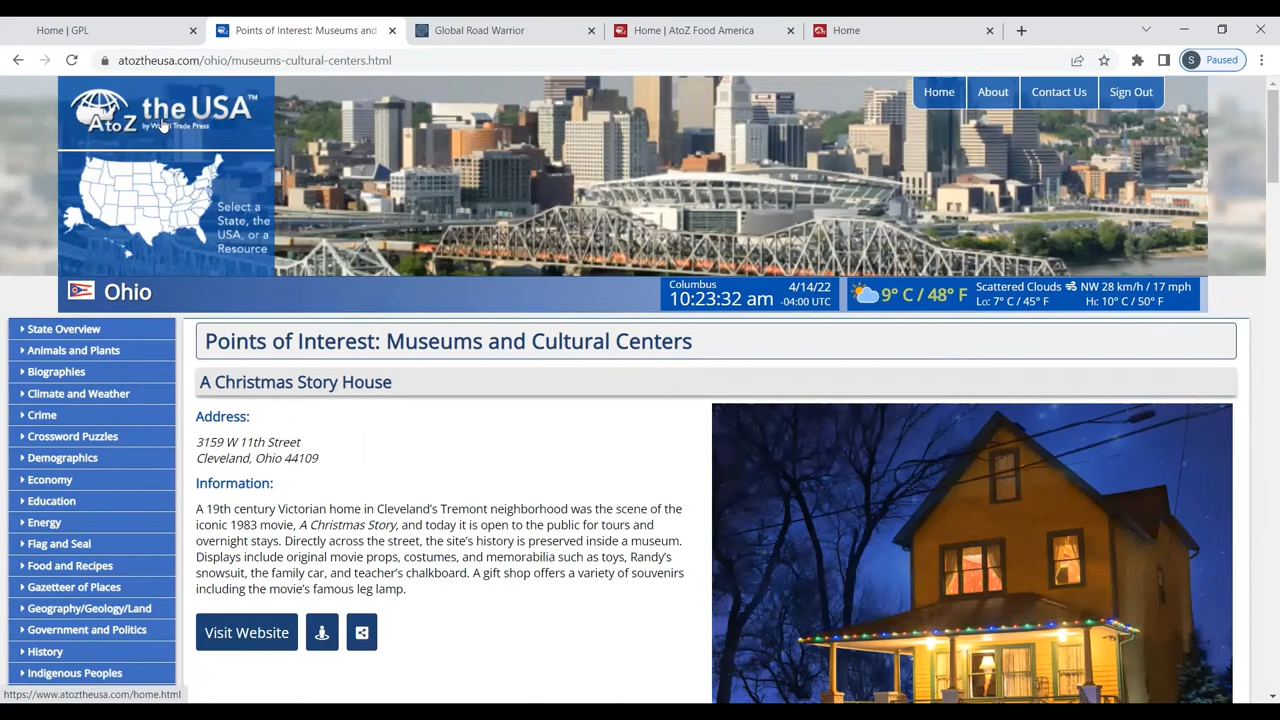 Home | GPL
Points of Interest: Museums and
Global Road Warrior
Home | AtoZ Food America
Home
atoztheusa.com/ohio/museums-cultural-centers.html
S Paused
AtoZ the USA™
by World Trade Press
Home
About
Contact Us
Sign Out
Select a
State, the
USA, or a
Resource
Ohio
Columbus
4/14/22
10:23:32 am
-04:00 UTC
9° C / 48° F
Scattered Clouds NW 28 km/h / 17 mph
Lo: 7° C / 45° F Hi: 10° C / 50° F
State Overview
Animals and Plants
Biographies
Climate and Weather
Crime
Crossword Puzzles
Demographics
Economy
Education
Energy
Flag and Seal
Food and Recipes
Gazetteer of Places
Geography/Geology/Land
Government and Politics
History
Indigenous Peoples
https://www.atoztheusa.com/home.html
Points of Interest: Museums and Cultural Centers
A Christmas Story House
Address:
3159 W 11th Street
Cleveland, Ohio 44109
Information:
A 19th century Victorian home in Cleveland's Tremont neighborhood was the scene of the
iconic 1983 movie, A Christmas Story, and today it is open to the public for tours and
overnight stays. Directly across the street, the site's history is preserved inside a museum.
Displays include original movie props, costumes, and memorabilia such as toys, Randy's
snowsuit, the family car, and teacher's chalkboard. A gift shop offers a variety of souvenirs
including the movie's famous leg lamp.
Visit Website